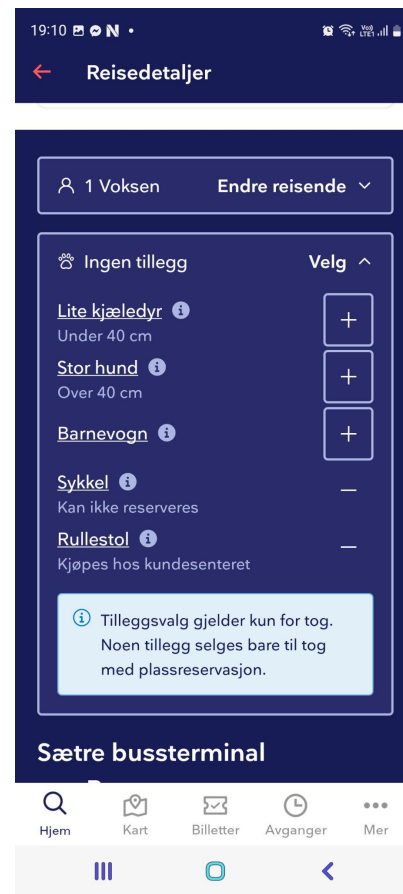 19:10
Reisedetaljer
1 Voksen Endre reisende
Ingen tillegg Velg
Lite kjæledyr
Under 40 cm
Stor hund
Over 40 cm
Barnevogn
Sykkel
Kan ikke reserveres
Rullestol
Kjøpes hos kundesenteret
Tilleggsvalg gjelder kun for tog.
Noen tillegg selges bare til tog
med plassreservasjon.
Sætre bussterminal
Hjem Kart Billetter Avganger Mer